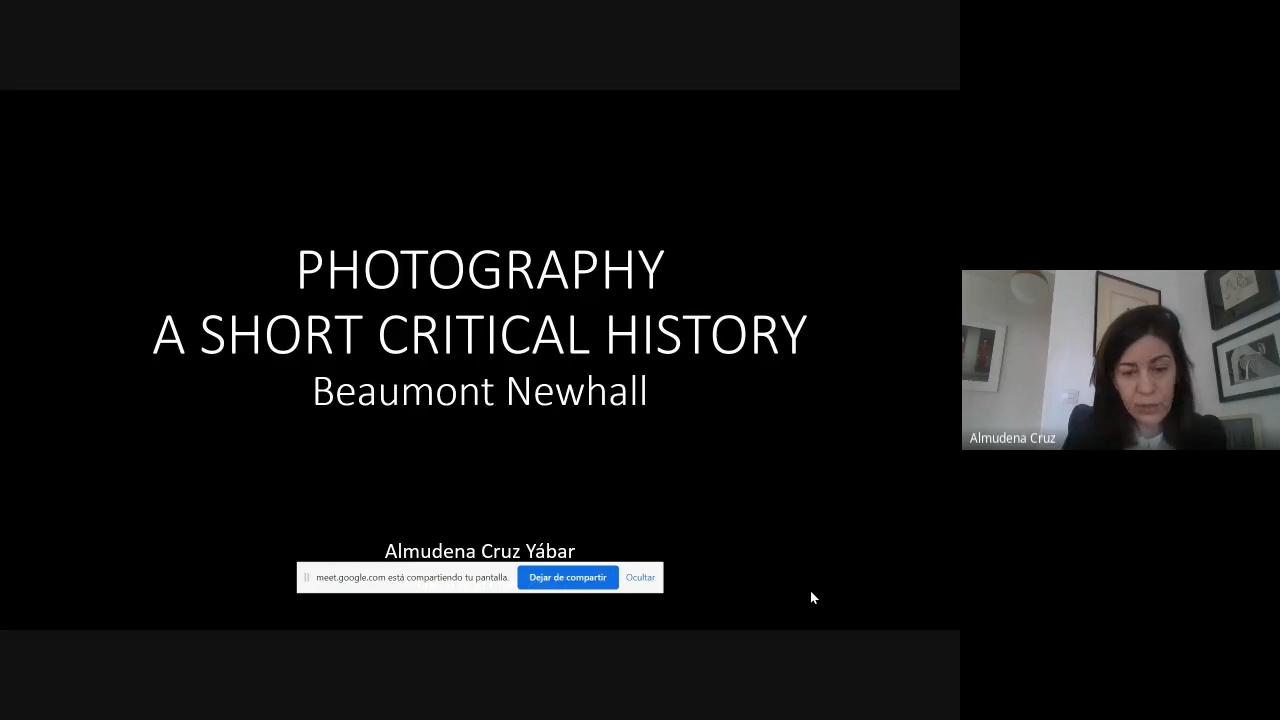 PHOTOGRAPHY
A SHORT CRITICAL HISTORY
Beaumont Newhall
Almudena Cruz Yábar
meet.google.com está compartiendo tu pantalla. Dejar de compartir Ocultar
Almudena Cruz